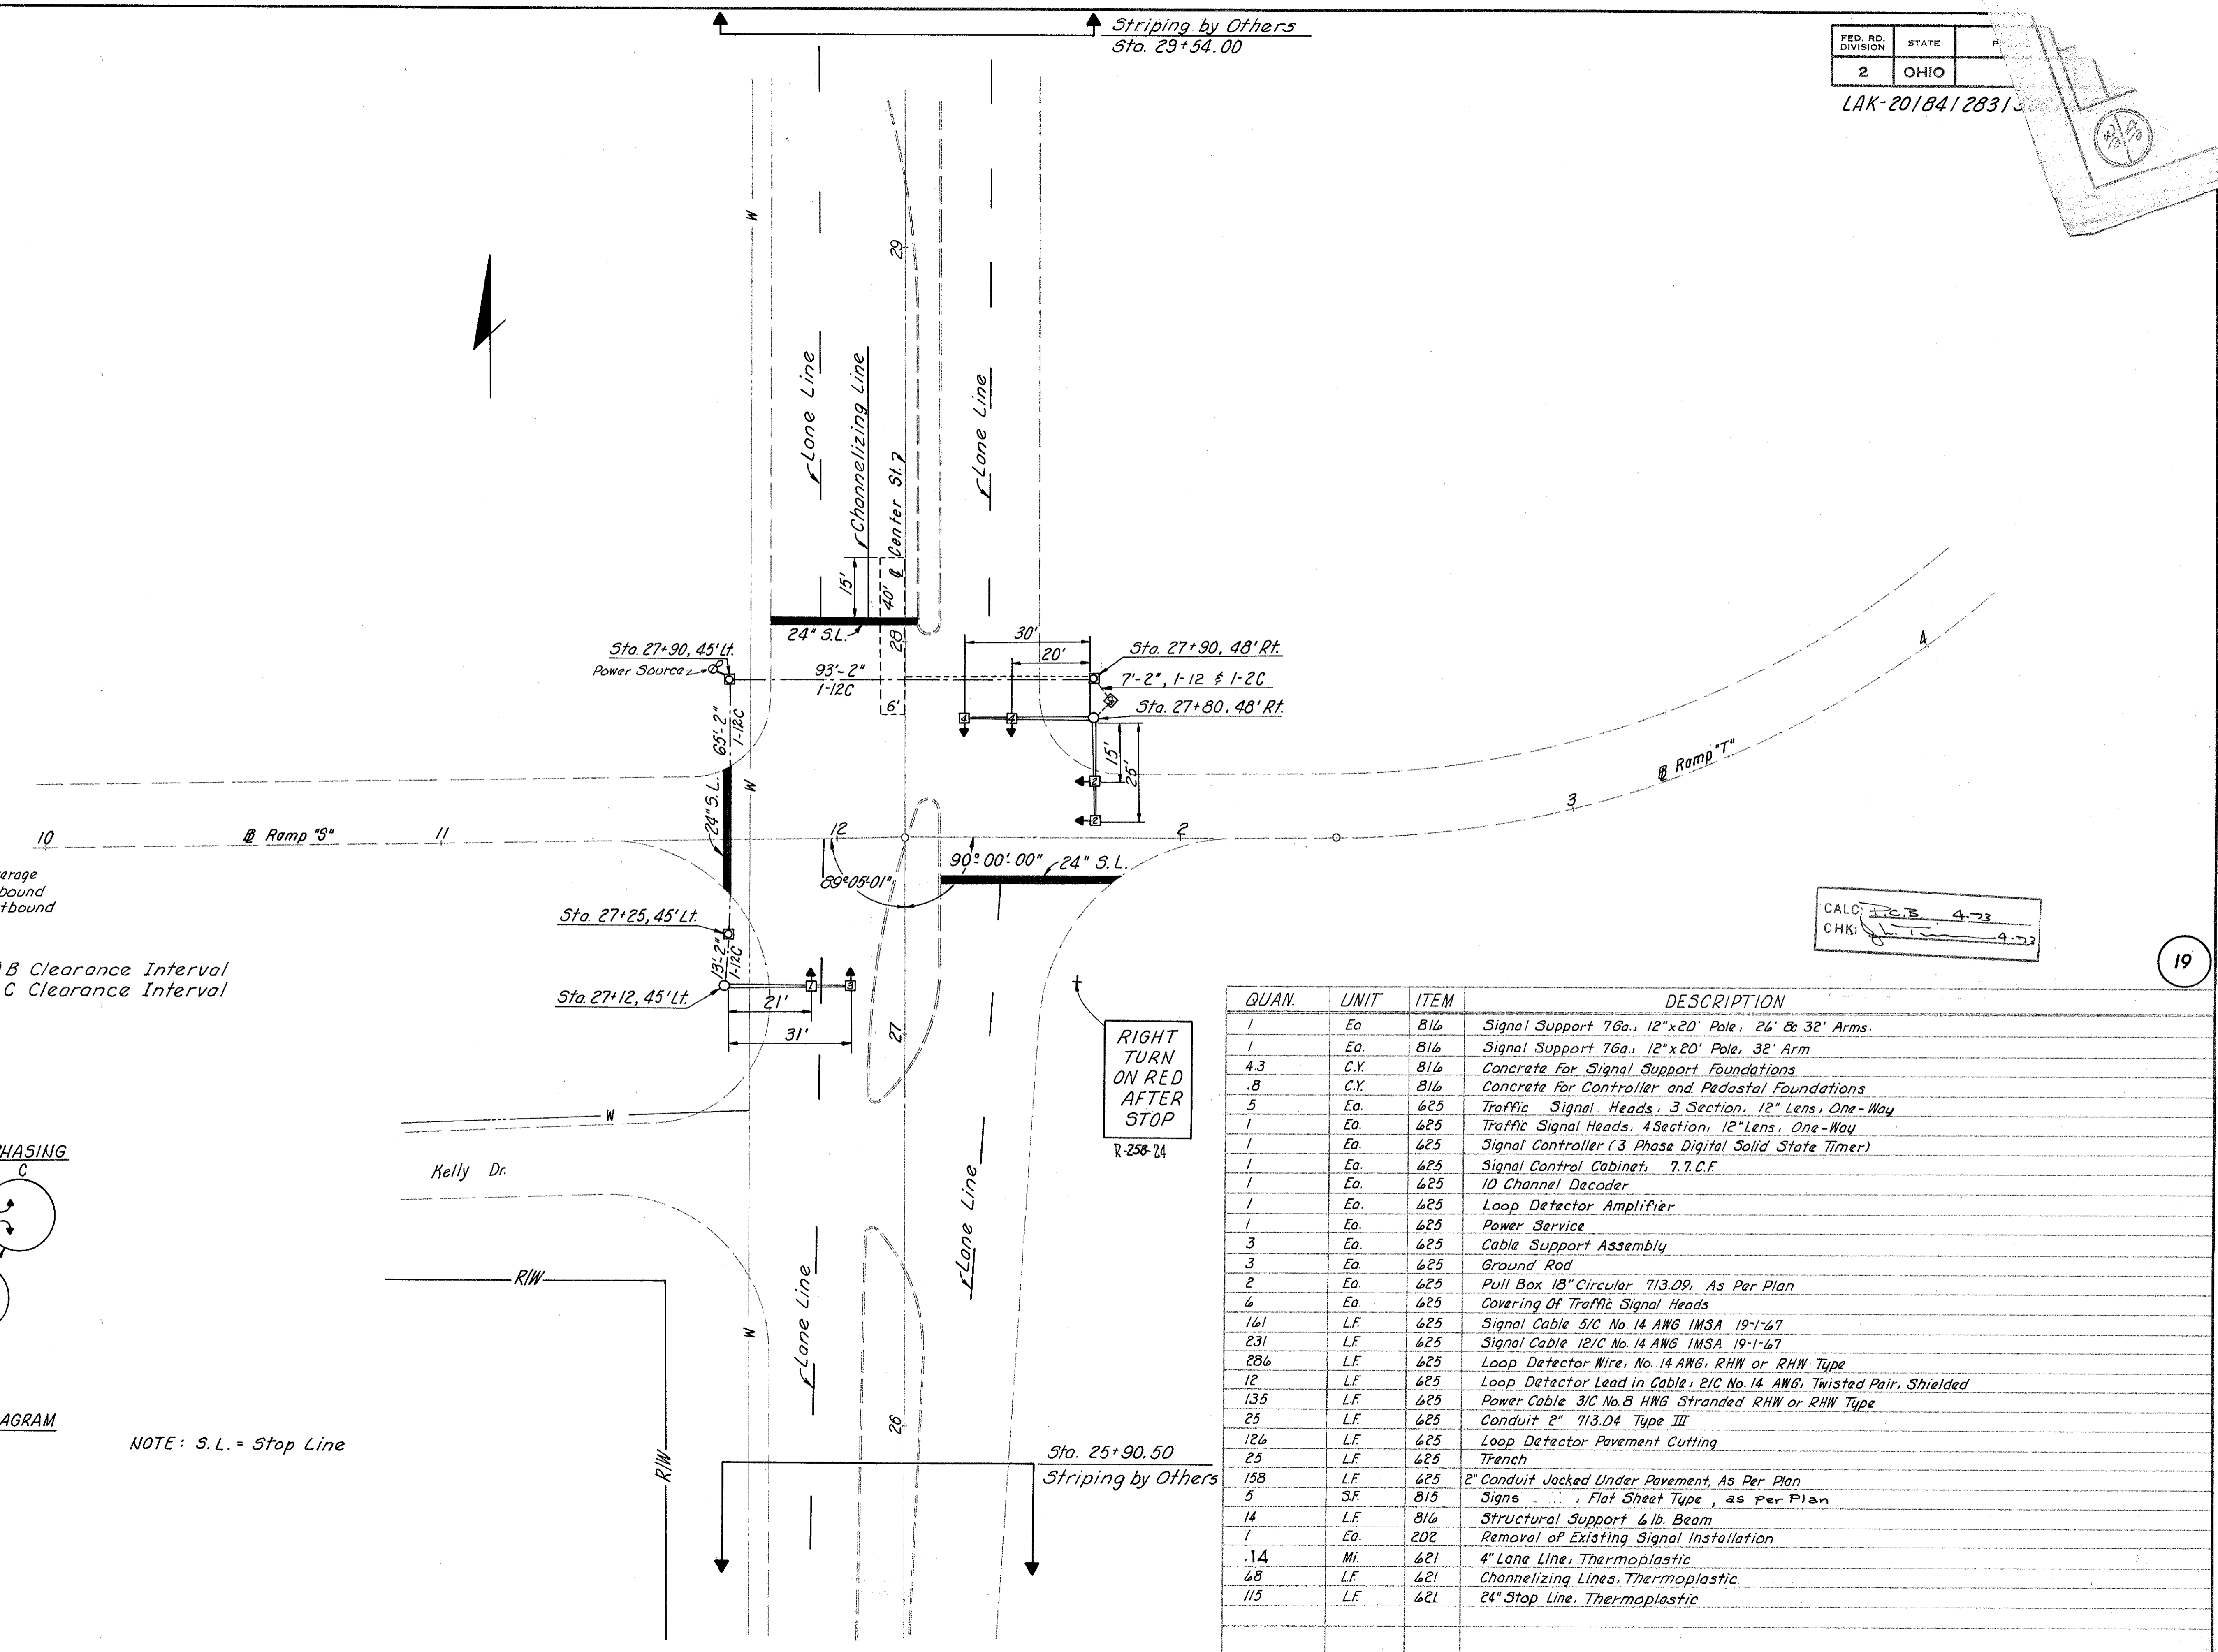 Striping by Others
Sta. 29+54.00
FED. RD. DIVISION STATE P
2 OHIO
LAK-20184128313
29
W
Lane Line
Channelizing Line
℄ Center St.
Lane Line
15'
40'
28
24" S.L.
30'
20'
Sta. 27+90, 45' Lt.
Power Source
93'-2"
1-12C
6'
Sta. 27+90, 48' Rt.
7'-2", 1-12 & 1-2C
Sta. 27+80, 48' Rt.
4
4
65'-2"
1-12C
15'
25'
2
2
W
24" S.L.
Ramp "T"
4
3
10
Ramp "S"
11
12
2
90°00'00"
24" S.L.
89°05'01"
erage
bound
tbound
Sta. 27+25, 45' Lt.
13'-2"
1-12C
B Clearance Interval
C Clearance Interval
Sta. 27+12, 45' Lt.
1
3
21'
31'
27
CALC: P.C.B. 4-73
CHK: 4-73
19
RIGHT
TURN
ON RED
AFTER
STOP
R-258-24
HASING
C
W
Kelly Dr.
R/W
Lane Line
Lane Line
W
R/W
26
AGRAM
NOTE: S.L. = Stop Line
Sta. 25+90.50
Striping by Others
QUAN. UNIT ITEM DESCRIPTION
1 Ea 816 Signal Support 7Ga., 12"x20' Pole, 26' & 32' Arms.
1 Ea. 816 Signal Support 7Ga., 12"x20' Pole, 32' Arm
4.3 C.Y. 816 Concrete For Signal Support Foundations
.8 C.Y. 816 Concrete For Controller and Pedastal Foundations
5 Ea. 625 Traffic Signal Heads, 3 Section, 12" Lens, One-Way
1 Ea. 625 Traffic Signal Heads, 4 Section, 12" Lens, One-Way
1 Ea. 625 Signal Controller (3 Phase Digital Solid State Timer)
1 Ea. 625 Signal Control Cabinet, 7.7. C.F.
1 Ea. 625 10 Channel Decoder
1 Ea. 625 Loop Detector Amplifier
1 Ea. 625 Power Service
3 Ea. 625 Cable Support Assembly
3 Ea. 625 Ground Rod
2 Ea. 625 Pull Box 18" Circular 713.09, As Per Plan
6 Ea. 625 Covering Of Traffic Signal Heads
161 L.F. 625 Signal Cable 5/C No. 14 AWG IMSA 19-1-67
231 L.F. 625 Signal Cable 12/C No. 14 AWG IMSA 19-1-67
286 L.F. 625 Loop Detector Wire, No. 14 AWG, RHW or RHW Type
12 L.F. 625 Loop Detector Lead in Cable, 2/C No. 14 AWG, Twisted Pair, Shielded
135 L.F. 625 Power Cable 3/C No. 8 HWG Stranded RHW or RHW Type
25 L.F. 625 Conduit 2" 713.04 Type III
126 L.F. 625 Loop Detector Pavement Cutting
25 L.F. 625 Trench
158 L.F. 625 2" Conduit Jacked Under Pavement, As Per Plan
5 S.F. 815 Signs , Flat Sheet Type , as Per Plan
14 L.F. 816 Structural Support 6 lb. Beam
1 Ea. 202 Removal of Existing Signal Installation
.14 Mi. 621 4" Lane Line, Thermoplastic
68 L.F. 621 Channelizing Lines, Thermoplastic
115 L.F. 621 24" Stop Line, Thermoplastic